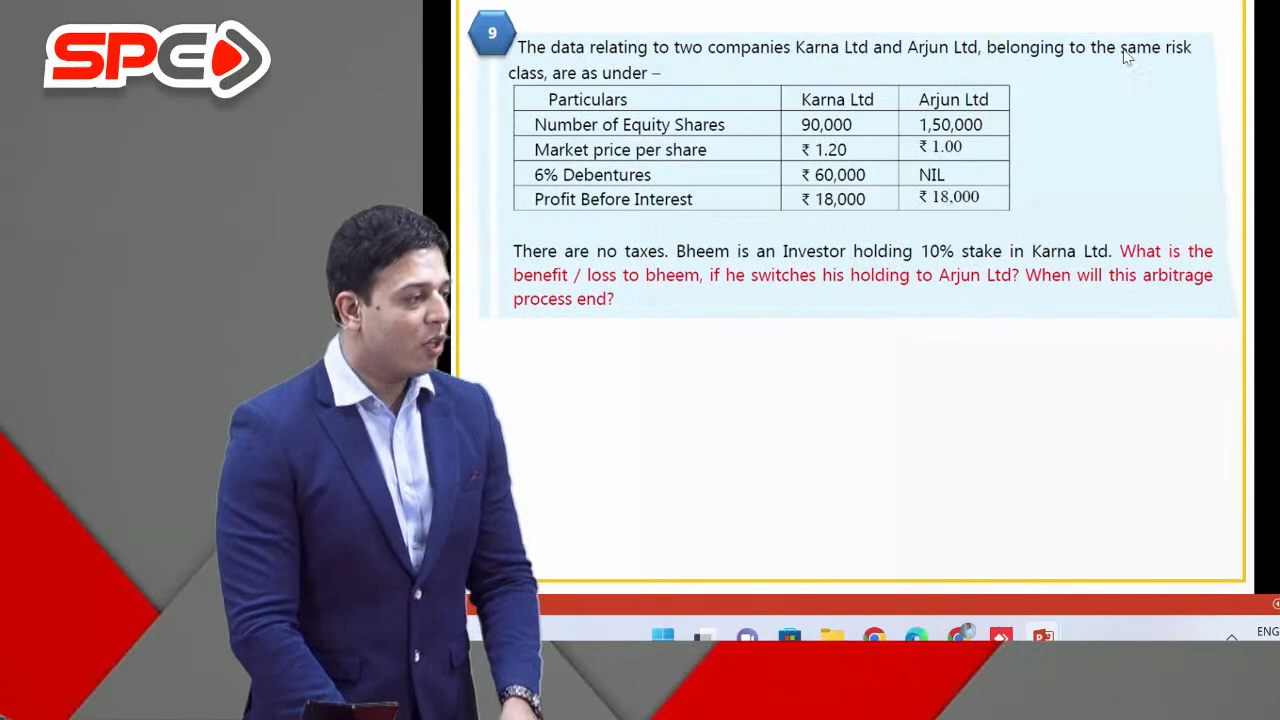 SPC
9
The data relating to two companies Karna Ltd and Arjun Ltd, belonging to the same risk
class, are as under –
Particulars Karna Ltd Arjun Ltd
Number of Equity Shares 90,000 1,50,000
Market price per share ₹ 1.20 ₹ 1.00
6% Debentures ₹ 60,000 NIL
Profit Before Interest ₹ 18,000 ₹ 18,000
There are no taxes. Bheem is an Investor holding 10% stake in Karna Ltd. What is the
benefit / loss to bheem, if he switches his holding to Arjun Ltd? When will this arbitrage
process end?
ENG